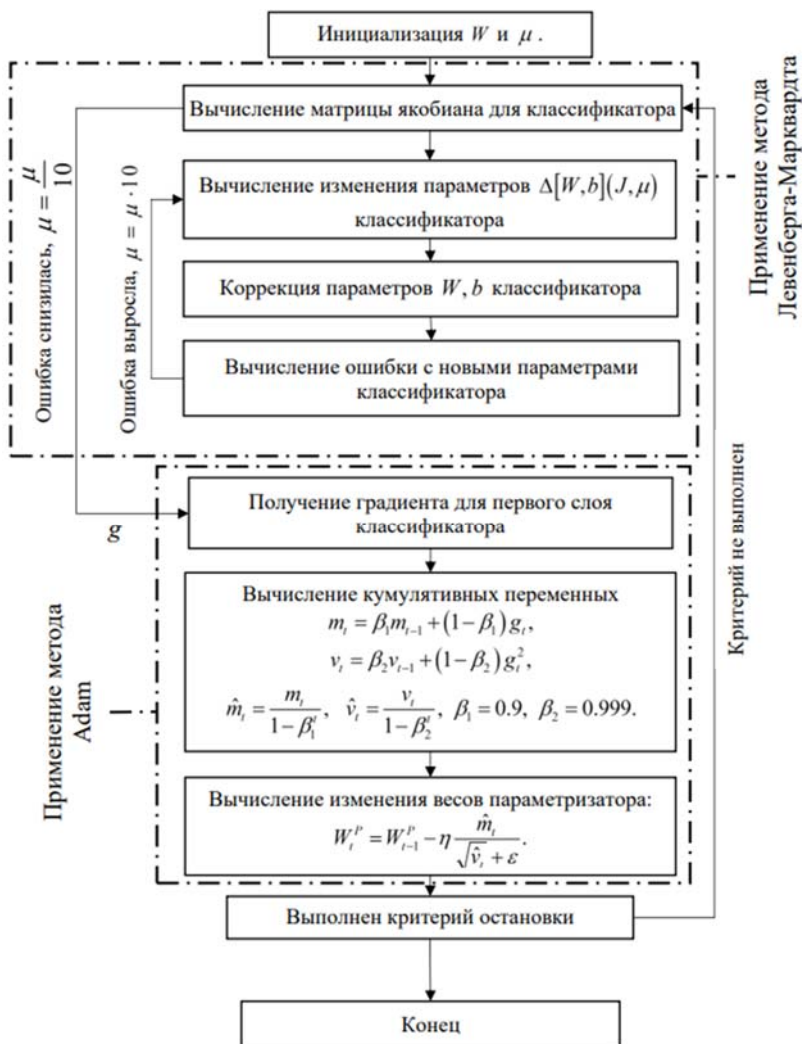 Инициализация W и μ.
Вычисление матрицы якобиана для классификатора
Вычисление изменения параметров Δ[W,b](J,μ)
классификатора
Коррекция параметров W,b классификатора
Вычисление ошибки с новыми параметрами
классификатора
Ошибка снизилась, μ = μ/10
Ошибка выросла, μ = μ·10
Применение метода
Левенберга-Марквардта
g
Получение градиента для первого слоя
классификатора
Вычисление кумулятивных переменных
m_t = β_1 m_{t-1} + (1-β_1) g_t,
v_t = β_2 v_{t-1} + (1-β_2) g_t^2,
m̂_t = m_t/(1-β_1^t), v̂_t = v_t/(1-β_2^t), β_1 = 0.9, β_2 = 0.999.
Вычисление изменения весов параметризатора:
W_t^P = W_{t-1}^P - η m̂_t/(√v̂_t + ε).
Применение метода
Adam
Критерий не выполнен
Выполнен критерий остановки
Конец